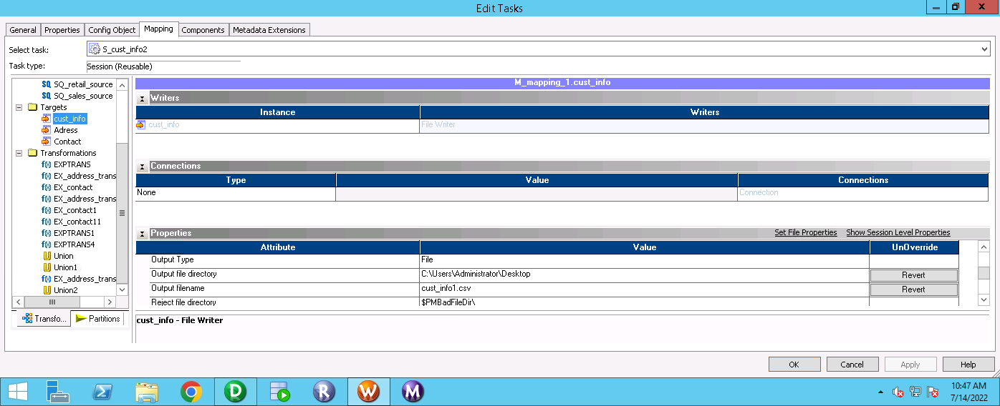 Edit Tasks
General Properties Config Object Mapping Components Metadata Extensions
Select task: S_cust_info2
Task type: Session (Reusable)
SQ_retail_source
SQ_sales_source
Targets
cust_info
Adress
Contact
Transformations
EXPTRANS
EX_address_trans
EX_contact
EX_address_trans
EX_contact1
EX_contact11
EXPTRANS1
EXPTRANS4
Union
Union1
EX_address_trans
Union2
Transfo... Partitions
M_mapping_1.cust_info
Writers
Instance Writers
cust_info File Writer
Connections
Type Value Connections
None Connection
Properties Set File Properties Show Session Level Properties
Attribute Value UnOverride
Output Type File
Output file directory C:\Users\Administrator\Desktop Revert
Output filename cust_info1.csv Revert
Reject file directory $PMBadFileDir\
cust_info - File Writer
OK Cancel Apply Help
D R W M
10:47 AM
7/14/2022